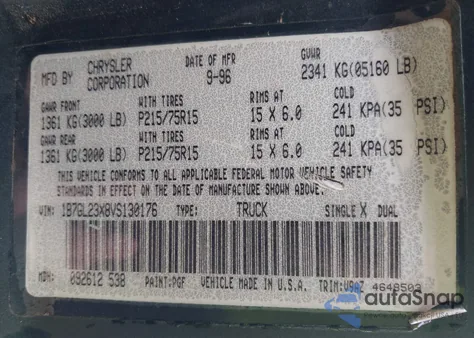 MFD BY CHRYSLER CORPORATION DATE OF MFR 9-96 GVWR 2341 KG(05160 LB)
GAWR FRONT WITH TIRES RIMS AT COLD
1361 KG(3000 LB) P215/75R15 15 X 6.0 241 KPA(35 PSI)
GAWR REAR WITH TIRES RIMS AT COLD
1361 KG(3000 LB) P215/75R15 15 X 6.0 241 KPA(35 PSI)
THIS VEHICLE CONFORMS TO ALL APPLICABLE FEDERAL MOTOR VEHICLE SAFETY
STANDARDS IN EFFECT ON THE DATE OF MANUFACTURE SHOWN ABOVE.
VIN: 1B7GL23X8VS130176 TYPE: TRUCK SINGLE X DUAL
MDH: 092612 538 PAINT:PGF VEHICLE MADE IN U.S.A. TRIM:V9AZ 4648503
autoSnap